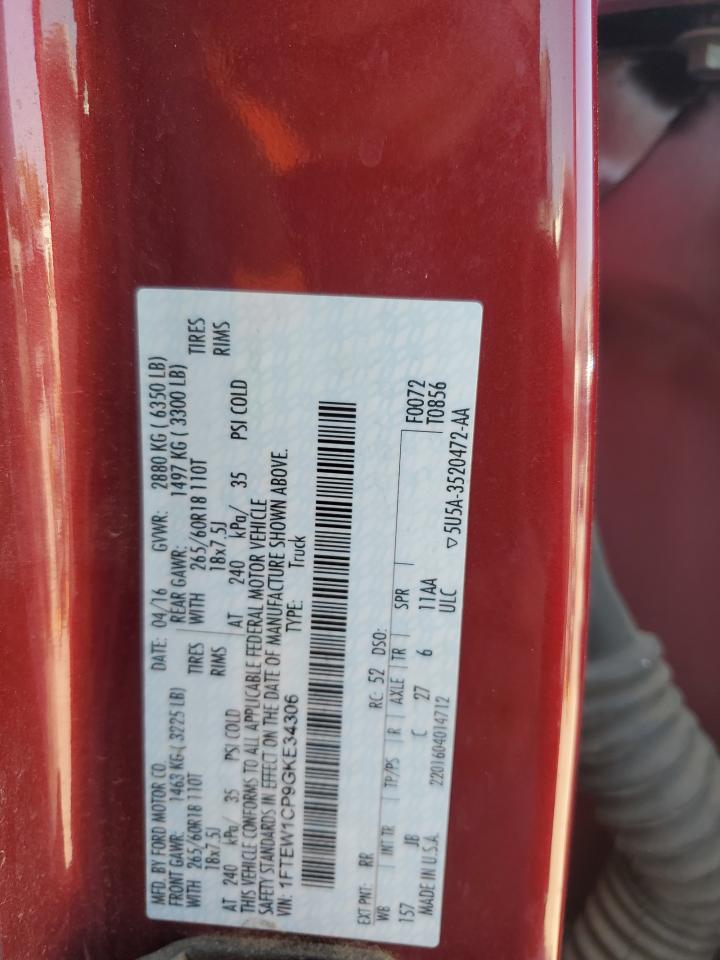 MFD. BY FORD MOTOR CO. DATE: 04/16 GVWR: 2880 KG ( 6350 LB)
FRONT GAWR: 1463 KG ( 3225 LB) REAR GAWR: 1497 KG ( 3300 LB)
WITH 265/60R18 110T TIRES WITH 265/60R18 110T TIRES
18x7.5J RIMS 18x7.5J RIMS
AT 240 kPa/ 35 PSI COLD AT 240 kPa/ 35 PSI COLD
THIS VEHICLE CONFORMS TO ALL APPLICABLE FEDERAL MOTOR VEHICLE
SAFETY STANDARDS IN EFFECT ON THE DATE OF MANUFACTURE SHOWN ABOVE.
VIN: 1FTEW1CP9GKE34306 TYPE: Truck
EXT PNT: RR RC: 52 DSO: F0072
WB INT TR TP/PS R AXLE TR SPR T0856
157 JB C 27 6 11AA
MADE IN U.S.A. 2201604014712 ULC ▽5U5A-3520472-AA